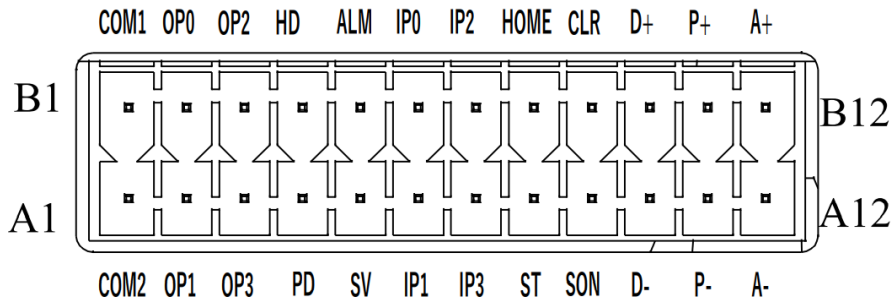 COM1 OP0 OP2 HD ALM IP0 IP2 HOME CLR D+ P+ A+
B1 B12
A1 A12
COM2 OP1 OP3 PD SV IP1 IP3 ST SON D- P- A-